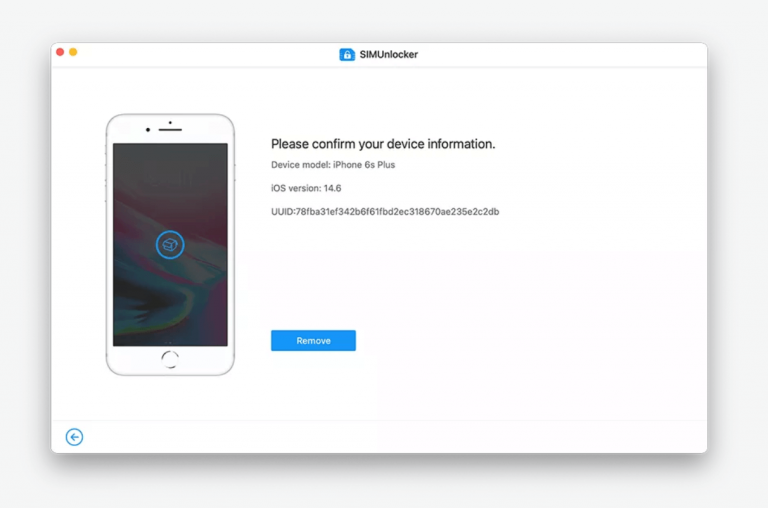 SIMUnlocker
Please confirm your device information.
Device model: iPhone 6s Plus
iOS version: 14.6
UUID:78fba31ef342b6f61fbd2ec318670ae235e2c2db
Remove